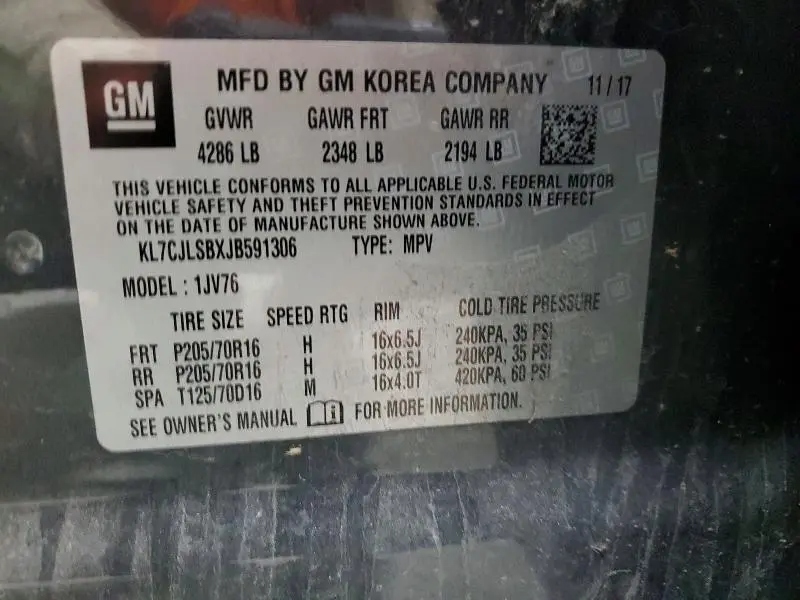 GM
MFD BY GM KOREA COMPANY 11/17
GVWR GAWR FRT GAWR RR
4286 LB 2348 LB 2194 LB
THIS VEHICLE CONFORMS TO ALL APPLICABLE U.S. FEDERAL MOTOR
VEHICLE SAFETY AND THEFT PREVENTION STANDARDS IN EFFECT
ON THE DATE OF MANUFACTURE SHOWN ABOVE.
KL7CJLSBXJB591306 TYPE: MPV
MODEL : 1JV76
TIRE SIZE SPEED RTG RIM COLD TIRE PRESSURE
FRT P205/70R16 H 16x6.5J 240KPA, 35 PSI
RR P205/70R16 H 16x6.5J 240KPA, 35 PSI
SPA T125/70D16 M 16x4.0T 420KPA, 60 PSI
SEE OWNER'S MANUAL i FOR MORE INFORMATION.